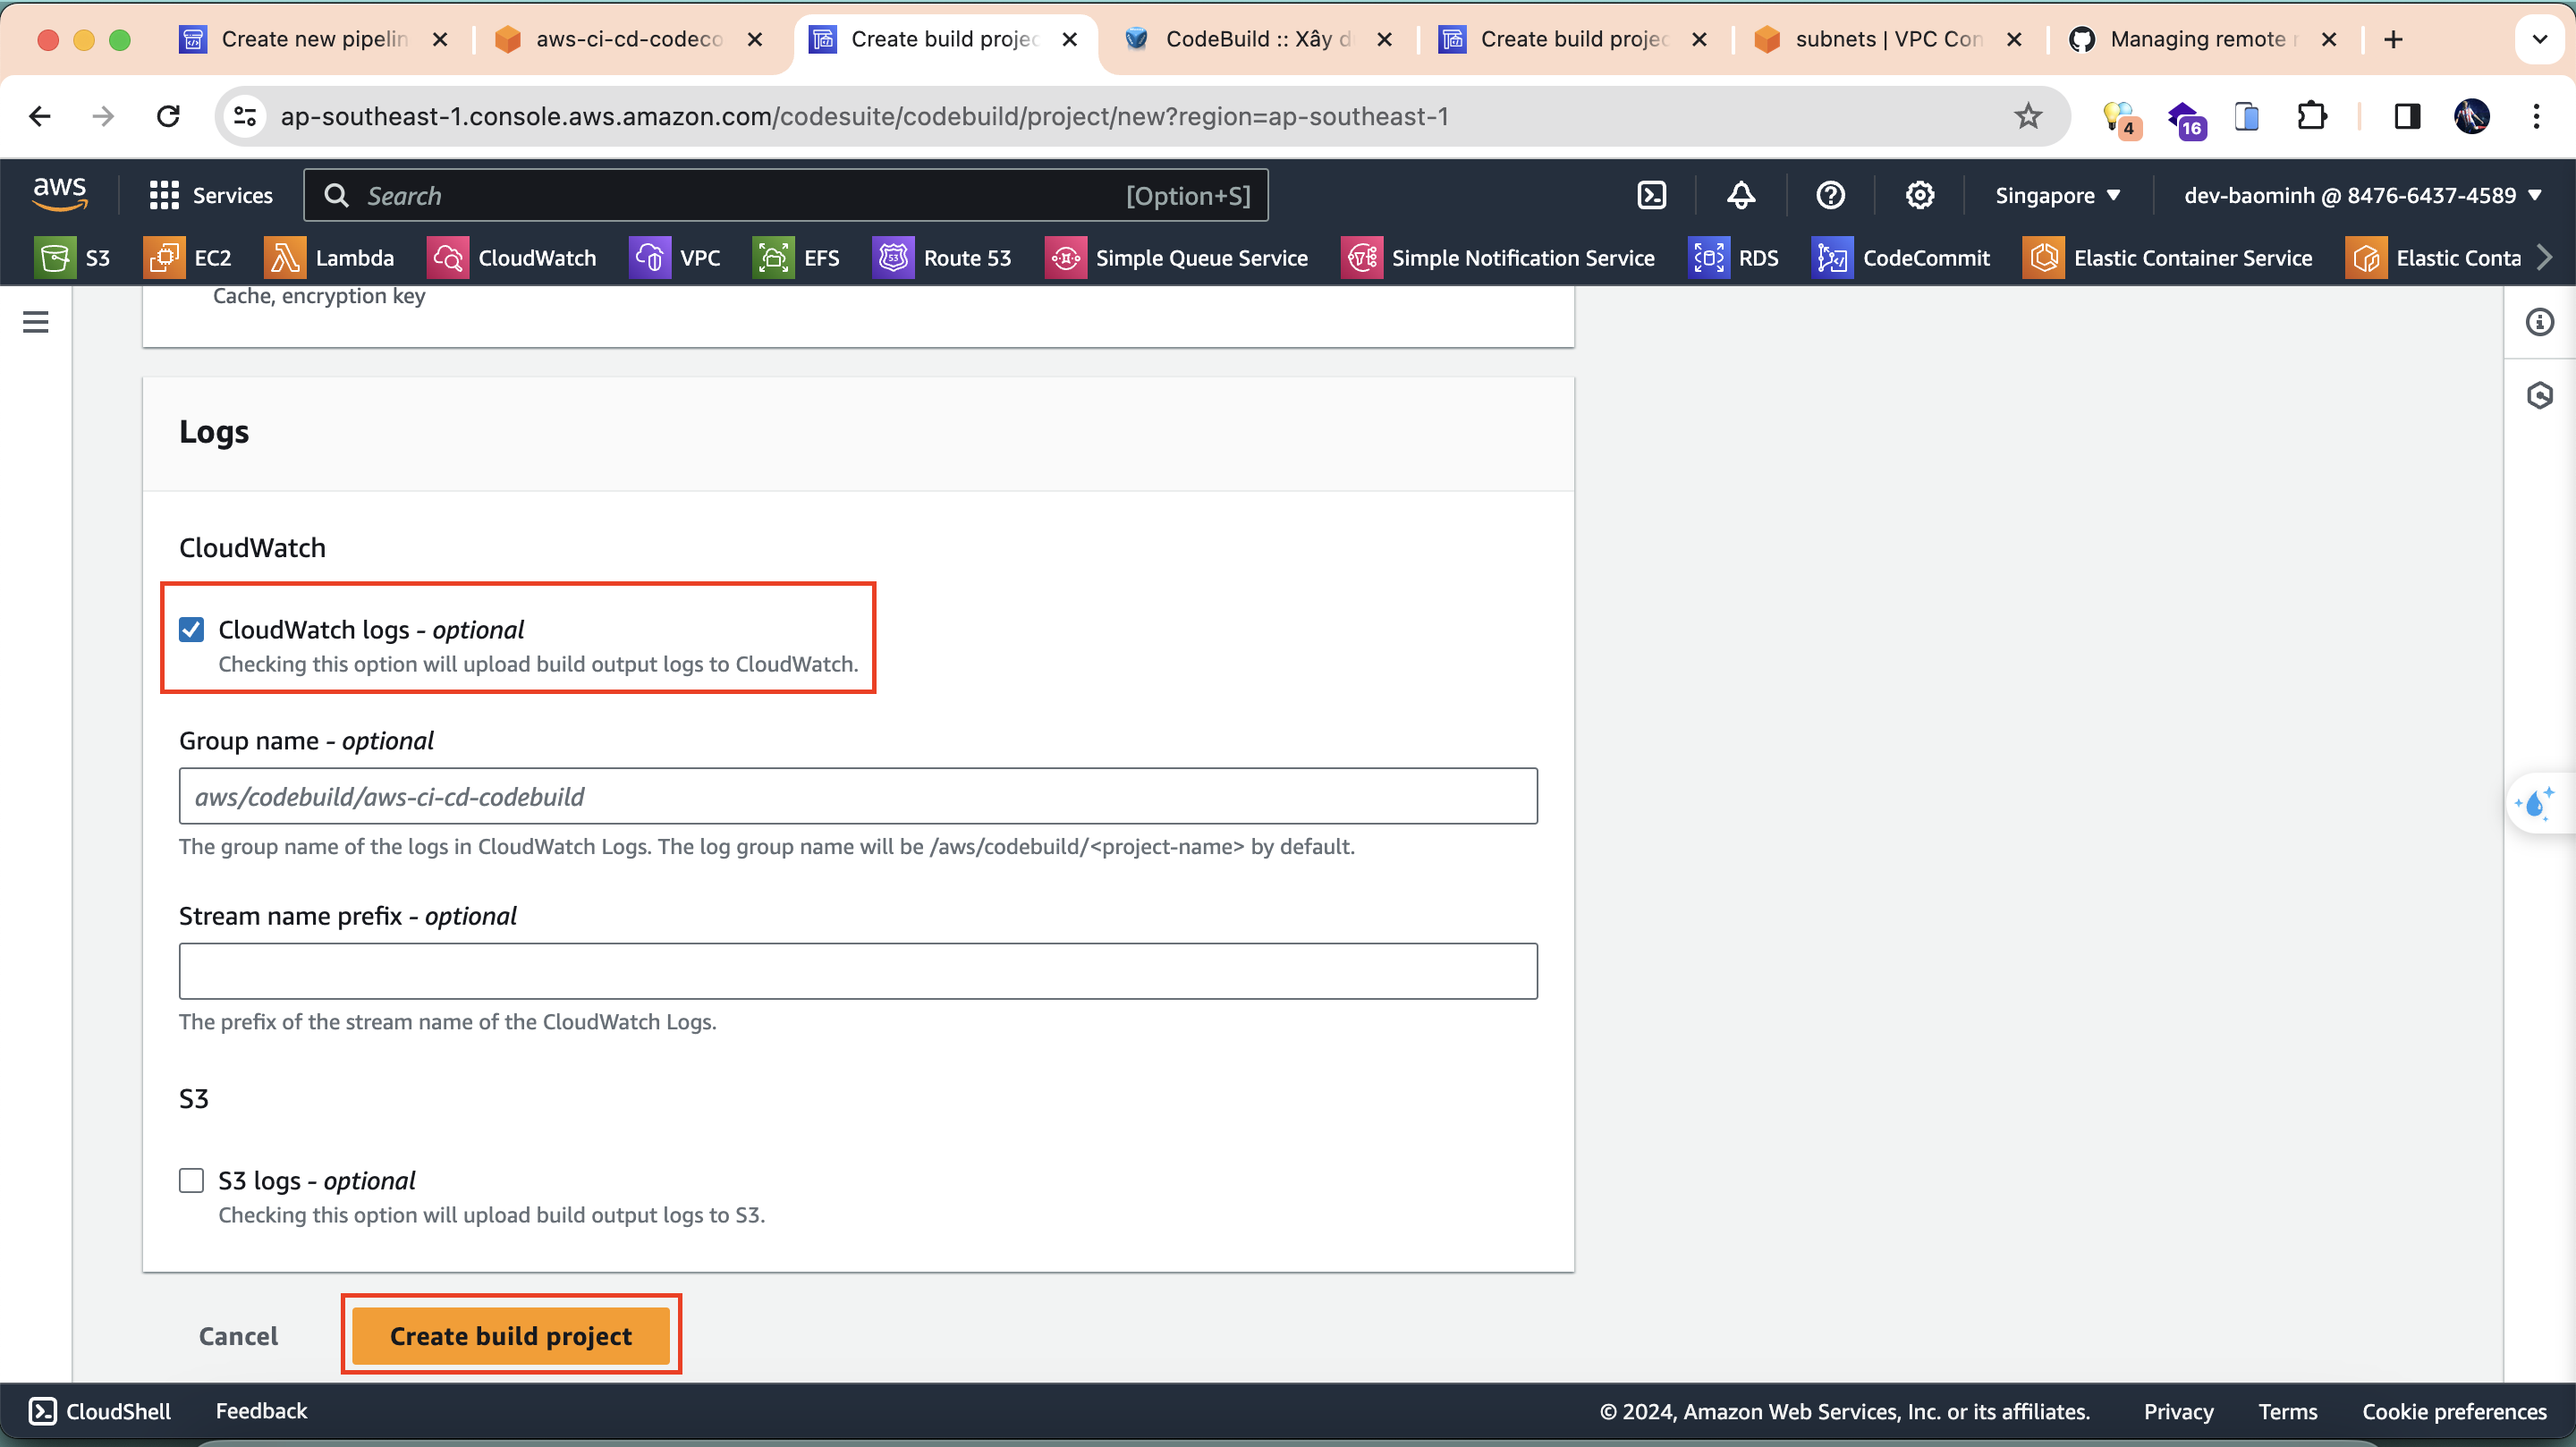 Create new pipelin
aws-ci-cd-codeco
Create build projec
CodeBuild :: Xây d
Create build projec
subnets | VPC Con
Managing remote r
ap-southeast-1.console.aws.amazon.com/codesuite/codebuild/project/new?region=ap-southeast-1
4
16
aws
Services
Search
[Option+S]
Singapore
dev-baominh @ 8476-6437-4589
S3
EC2
Lambda
CloudWatch
VPC
EFS
Route 53
Simple Queue Service
Simple Notification Service
RDS
CodeCommit
Elastic Container Service
Elastic Conta
Cache, encryption key
Logs
CloudWatch
CloudWatch logs - optional
Checking this option will upload build output logs to CloudWatch.
Group name - optional
aws/codebuild/aws-ci-cd-codebuild
The group name of the logs in CloudWatch Logs. The log group name will be /aws/codebuild/<project-name> by default.
Stream name prefix - optional
The prefix of the stream name of the CloudWatch Logs.
S3
S3 logs - optional
Checking this option will upload build output logs to S3.
Cancel
Create build project
CloudShell
Feedback
© 2024, Amazon Web Services, Inc. or its affiliates.
Privacy
Terms
Cookie preferences